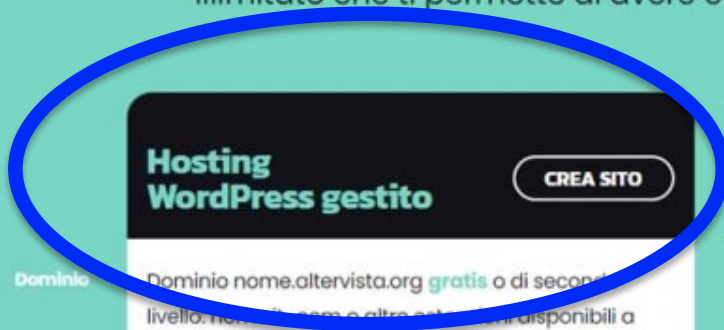 Hosting
WordPress gestito
CREA SITO
Dominio
Dominio nome.altervista.org gratis o di second
livello: disponibili a